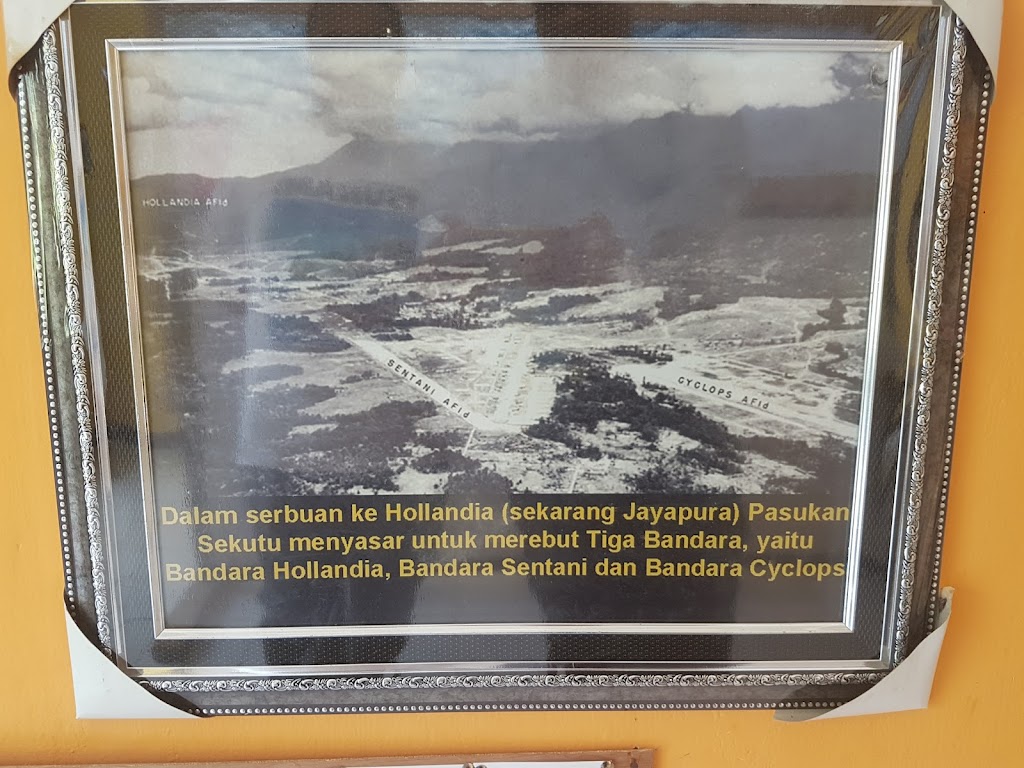 HOLLANDIA AFld
SENTANI AFld
CYCLOPS AFld
Dalam serbuan ke Hollandia (sekarang Jayapura) Pasukan
Sekutu menyasar untuk merebut Tiga Bandara, yaitu
Bandara Hollandia, Bandara Sentani dan Bandara Cyclops